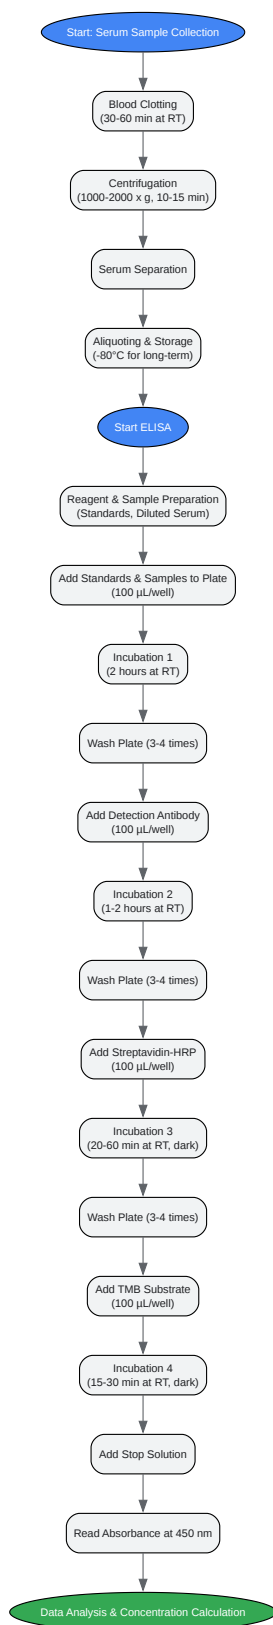 Start: Serum Sample Collection
Blood Clotting
(30-60 min at RT)
Centrifugation
(1000-2000 x g, 10-15 min)
Serum Separation
Aliquoting & Storage
(-80°C for long-term)
Start ELISA
Reagent & Sample Preparation
(Standards, Diluted Serum)
Add Standards & Samples to Plate
(100 µL/well)
Incubation 1
(2 hours at RT)
Wash Plate (3-4 times)
Add Detection Antibody
(100 µL/well)
Incubation 2
(1-2 hours at RT)
Wash Plate (3-4 times)
Add Streptavidin-HRP
(100 µL/well)
Incubation 3
(20-60 min at RT, dark)
Wash Plate (3-4 times)
Add TMB Substrate
(100 µL/well)
Incubation 4
(15-30 min at RT, dark)
Add Stop Solution
Read Absorbance at 450 nm
Data Analysis & Concentration Calculation